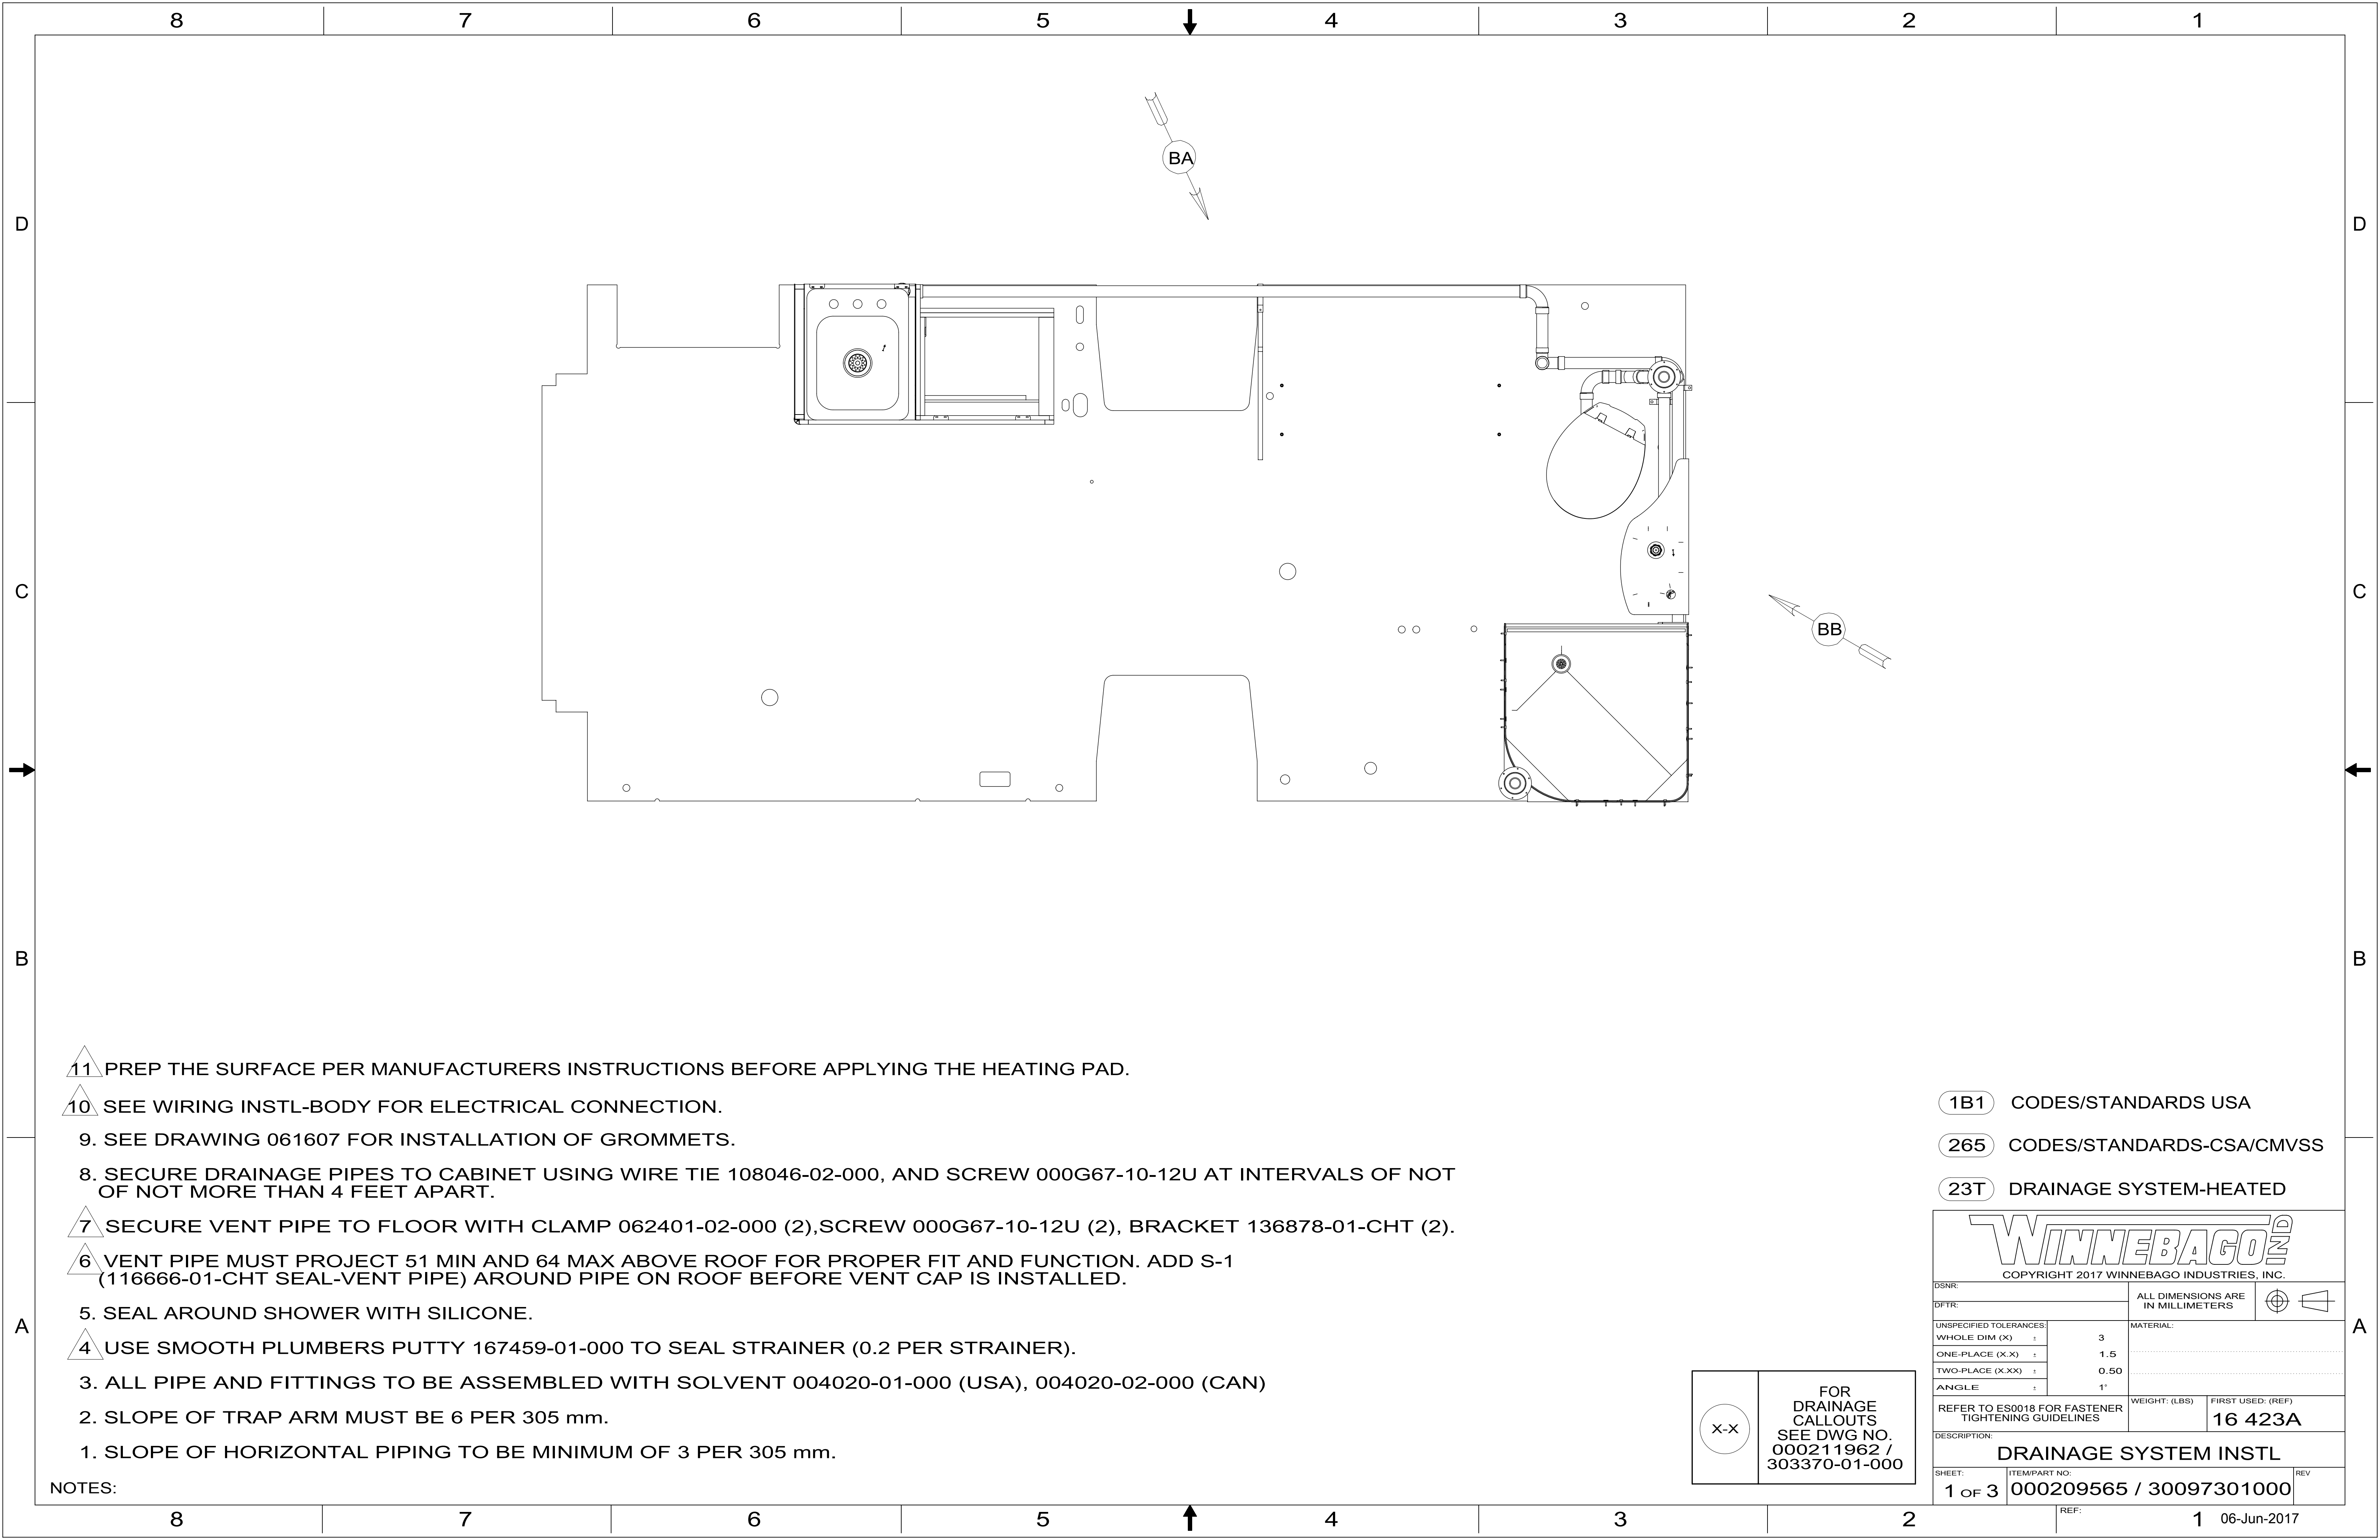 8 7 6 5 4 3 2 1
D D
C C
B B
A A
BA
BB
11 PREP THE SURFACE PER MANUFACTURERS INSTRUCTIONS BEFORE APPLYING THE HEATING PAD.
10 SEE WIRING INSTL-BODY FOR ELECTRICAL CONNECTION.
9. SEE DRAWING 061607 FOR INSTALLATION OF GROMMETS.
8. SECURE DRAINAGE PIPES TO CABINET USING WIRE TIE 108046-02-000, AND SCREW 000G67-10-12U AT INTERVALS OF NOT
OF NOT MORE THAN 4 FEET APART.
7 SECURE VENT PIPE TO FLOOR WITH CLAMP 062401-02-000 (2),SCREW 000G67-10-12U (2), BRACKET 136878-01-CHT (2).
6 VENT PIPE MUST PROJECT 51 MIN AND 64 MAX ABOVE ROOF FOR PROPER FIT AND FUNCTION. ADD S-1
(116666-01-CHT SEAL-VENT PIPE) AROUND PIPE ON ROOF BEFORE VENT CAP IS INSTALLED.
5. SEAL AROUND SHOWER WITH SILICONE.
4 USE SMOOTH PLUMBERS PUTTY 167459-01-000 TO SEAL STRAINER (0.2 PER STRAINER).
3. ALL PIPE AND FITTINGS TO BE ASSEMBLED WITH SOLVENT 004020-01-000 (USA), 004020-02-000 (CAN)
2. SLOPE OF TRAP ARM MUST BE 6 PER 305 mm.
1. SLOPE OF HORIZONTAL PIPING TO BE MINIMUM OF 3 PER 305 mm.
NOTES:
X-X
FOR
DRAINAGE
CALLOUTS
SEE DWG NO.
000211962 /
303370-01-000
1B1 CODES/STANDARDS USA
265 CODES/STANDARDS-CSA/CMVSS
23T DRAINAGE SYSTEM-HEATED
WINNEBAGO IND
COPYRIGHT 2017 WINNEBAGO INDUSTRIES, INC.
DSNR:
DFTR:
ALL DIMENSIONS ARE
IN MILLIMETERS
UNSPECIFIED TOLERANCES:
WHOLE DIM (X) ± 3
ONE-PLACE (X.X) ± 1.5
TWO-PLACE (X.XX) ± 0.50
ANGLE ± 1°
MATERIAL:
REFER TO ES0018 FOR FASTENER
TIGHTENING GUIDELINES
WEIGHT: (LBS)
FIRST USED: (REF)
16 423A
DESCRIPTION:
DRAINAGE SYSTEM INSTL
SHEET:
1 OF 3
ITEM/PART NO:
000209565 / 30097301000
REV
REF:
8 7 6 5 4 3 2 1
06-Jun-2017